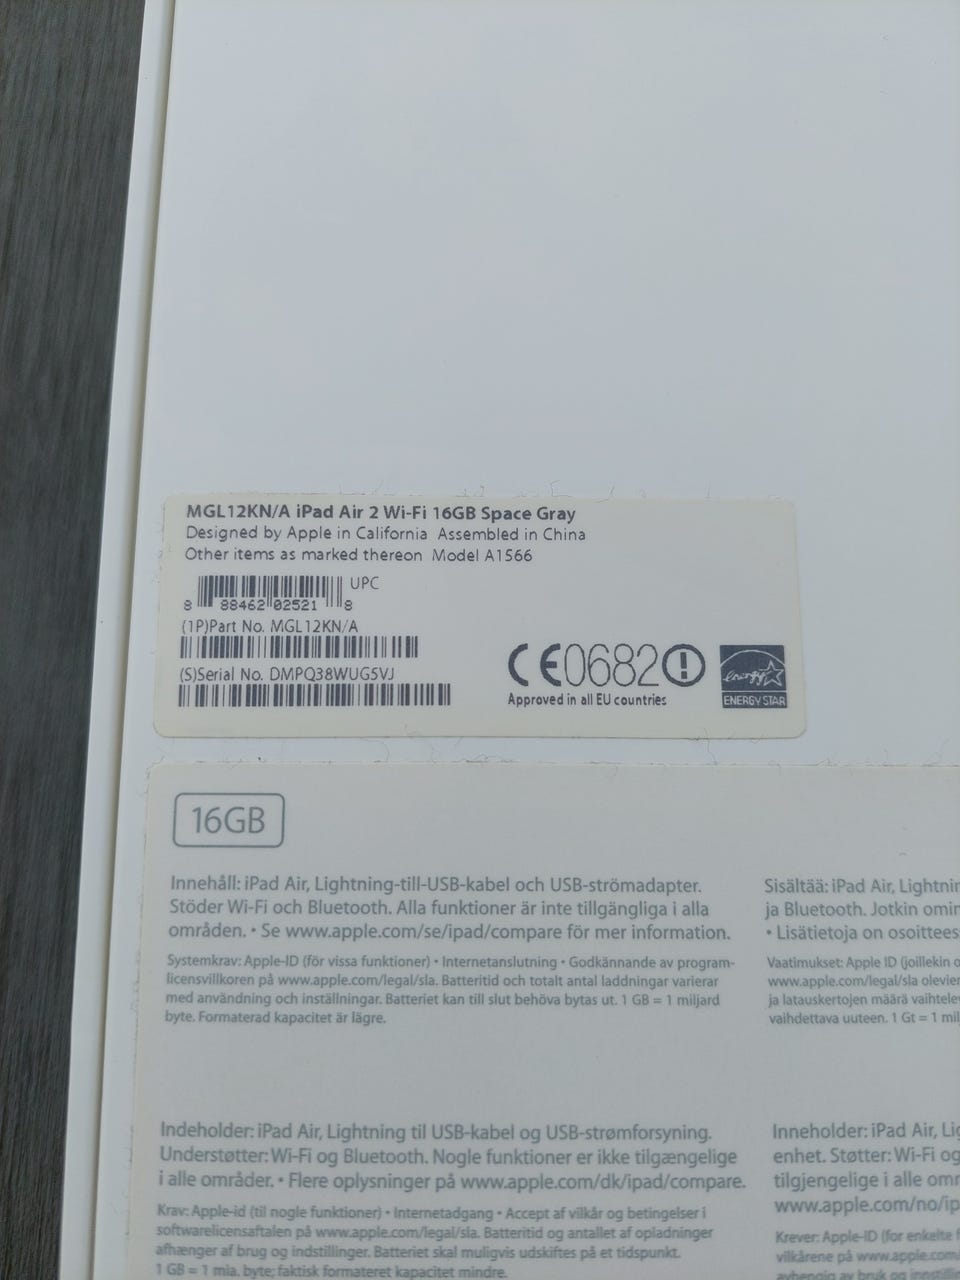 MGL12KN/A iPad Air 2 Wi-Fi 16GB Space Gray
Designed by Apple in California Assembled in China
Other items as marked thereon Model A1566
UPC
8 88462 02521 8
(1P)Part No. MGL12KN/A
(S)Serial No. DMPQ38WUG5VJ
CE0682
Approved in all EU countries
energy
ENERGY STAR
16GB
Innehåll: iPad Air, Lightning-till-USB-kabel och USB-strömadapter.
Stöder Wi-Fi och Bluetooth. Alla funktioner är inte tillgängliga i alla
områden. • Se www.apple.com/se/ipad/compare för mer information.
Systemkrav: Apple-ID (för vissa funktioner) • Internetanslutning • Godkännande av program-
licensvillkoren på www.apple.com/legal/sla. Batteritid och totalt antal laddningar varierar
med användning och inställningar. Batteriet kan till slut behöva bytas ut. 1 GB = 1 miljard
byte. Formaterad kapacitet är lägre.
Sisältää: iPad Air,
ja Bluetooth. Jotkin
• Lisätietoja on
Vaatimukset: Apple ID (joillekin
www.apple.com/legal/sla
ja latauskertojen määrä
vaihdettava uuteen. 1 Gt = 1
Indeholder: iPad Air, Lightning til USB-kabel og USB-strømforsyning.
Understøtter: Wi-Fi og Bluetooth. Nogle funktioner er ikke tilgængelige
i alle områder. • Flere oplysninger på www.apple.com/dk/ipad/compare.
Krav: Apple-id (til nogle funktioner) • Internetadgang • Accept af vilkår og betingelser i
softwarelicensaftalen på www.apple.com/legal/sla. Batteritid og antallet af opladninger
afhænger af brug og indstillinger. Batteriet skal muligvis udskiftes på et tidspunkt.
1 GB = 1 mia. byte; faktisk formateret kapacitet mindre.
Inneholder: iPad Air,
enhet. Støtter: Wi-Fi og
tilgjengelige i alle
www.apple.com/no/
Krever: Apple-ID (for enkelte
vilkårene på www.apple.com/
avhengig av bruk og